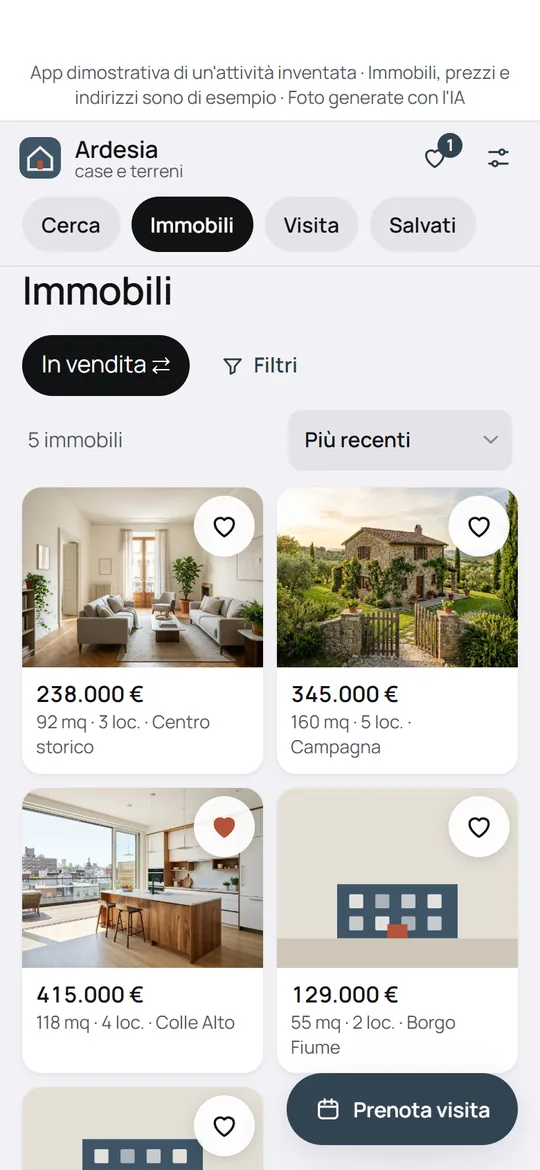 App dimostrativa di un'attività inventata · Immobili, prezzi e
indirizzi sono di esempio · Foto generate con l'IA
Ardesia
case e terreni
1
Cerca
Immobili
Visita
Salvati
Immobili
In vendita
Filtri
5 immobili
Più recenti
238.000 €
92 mq · 3 loc. · Centro
storico
345.000 €
160 mq · 5 loc. ·
Campagna
415.000 €
118 mq · 4 loc. · Colle Alto
129.000 €
55 mq · 2 loc. · Borgo
Fiume
Prenota visita